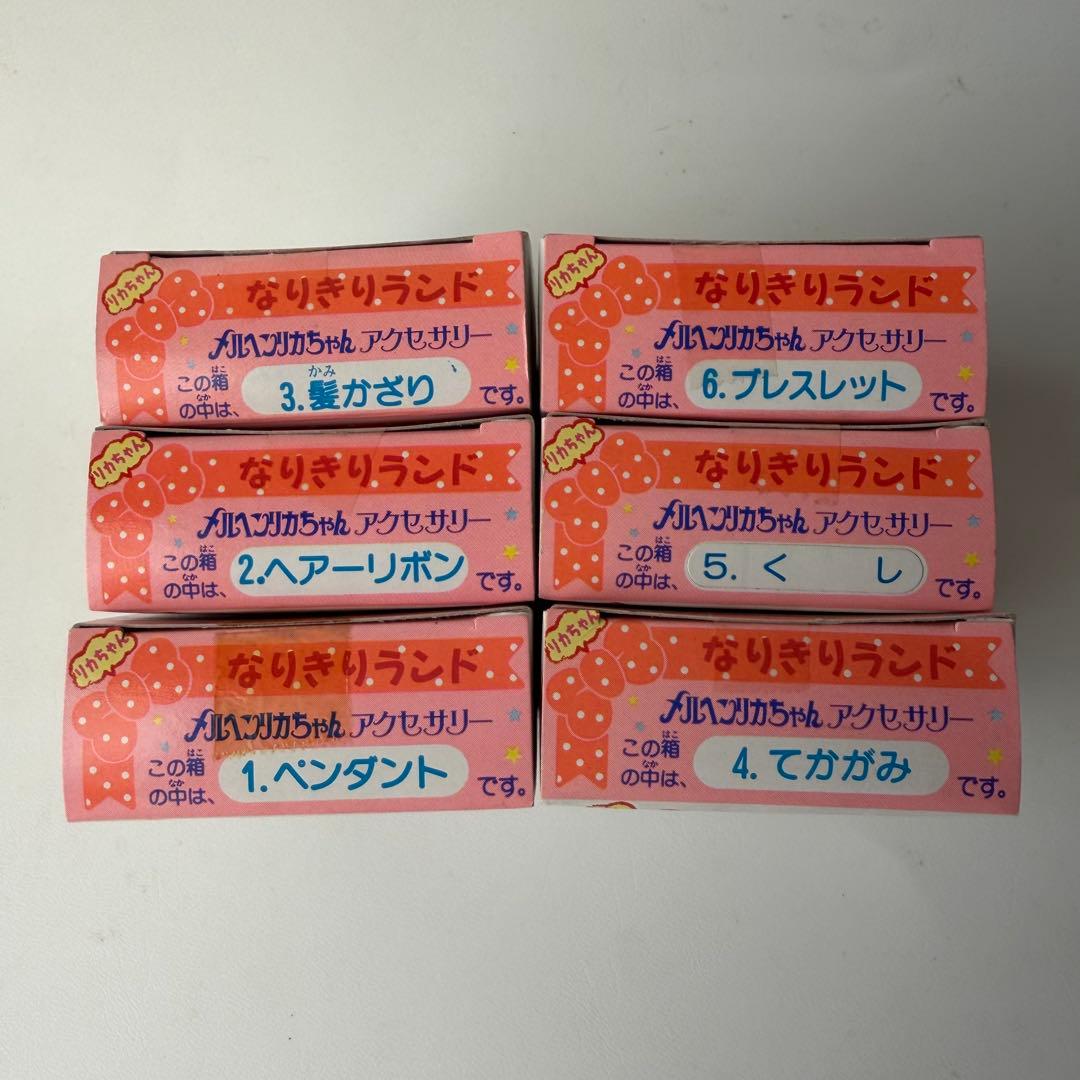 リカちゃん
なりきりランド
メルヘンリカちゃんアクセサリー
この箱の中は、
はこ
なか
3.髪かざり
かみ
です。
リカちゃん
なりきりランド
メルヘンリカちゃんアクセサリー
この箱の中は、
はこ
なか
6.ブレスレット
です。
リカちゃん
なりきりランド
メルヘンリカちゃんアクセサリー
この箱の中は、
はこ
なか
2.ヘアーリボン
です。
リカちゃん
なりきりランド
メルヘンリカちゃんアクセサリー
この箱の中は、
はこ
なか
5.くし
です。
リカちゃん
なりきりランド
メルヘンリカちゃんアクセサリー
この箱の中は、
はこ
なか
1.ペンダント
です。
リカちゃん
なりきりランド
メルヘンリカちゃんアクセサリー
この箱の中は、
はこ
なか
4.てかがみ
です。